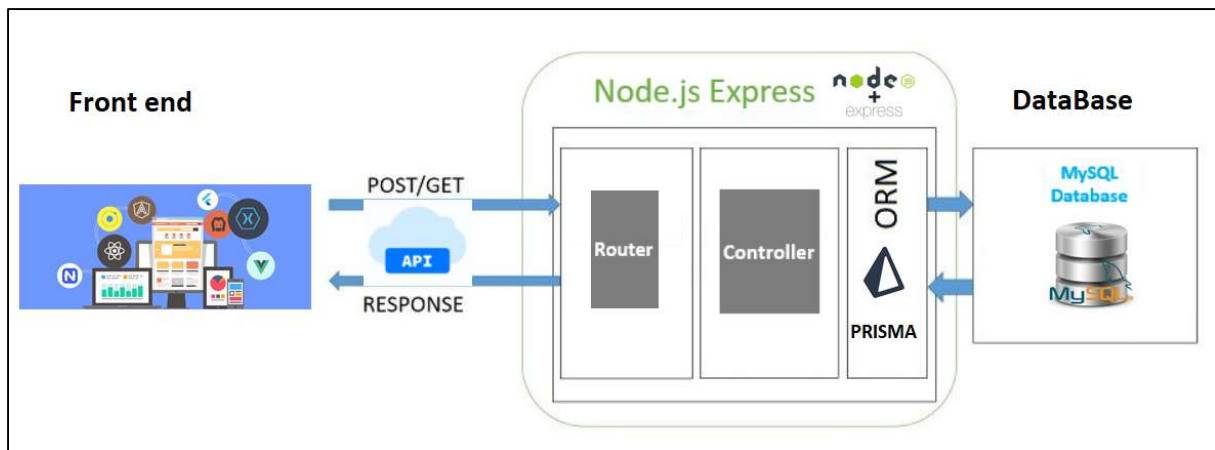 Front end
POST/GET
API
RESPONSE
Node.js Express
node
JS
+
express
Router
Controller
ORM
PRISMA
DataBase
MySQL
Database
MySQL
N